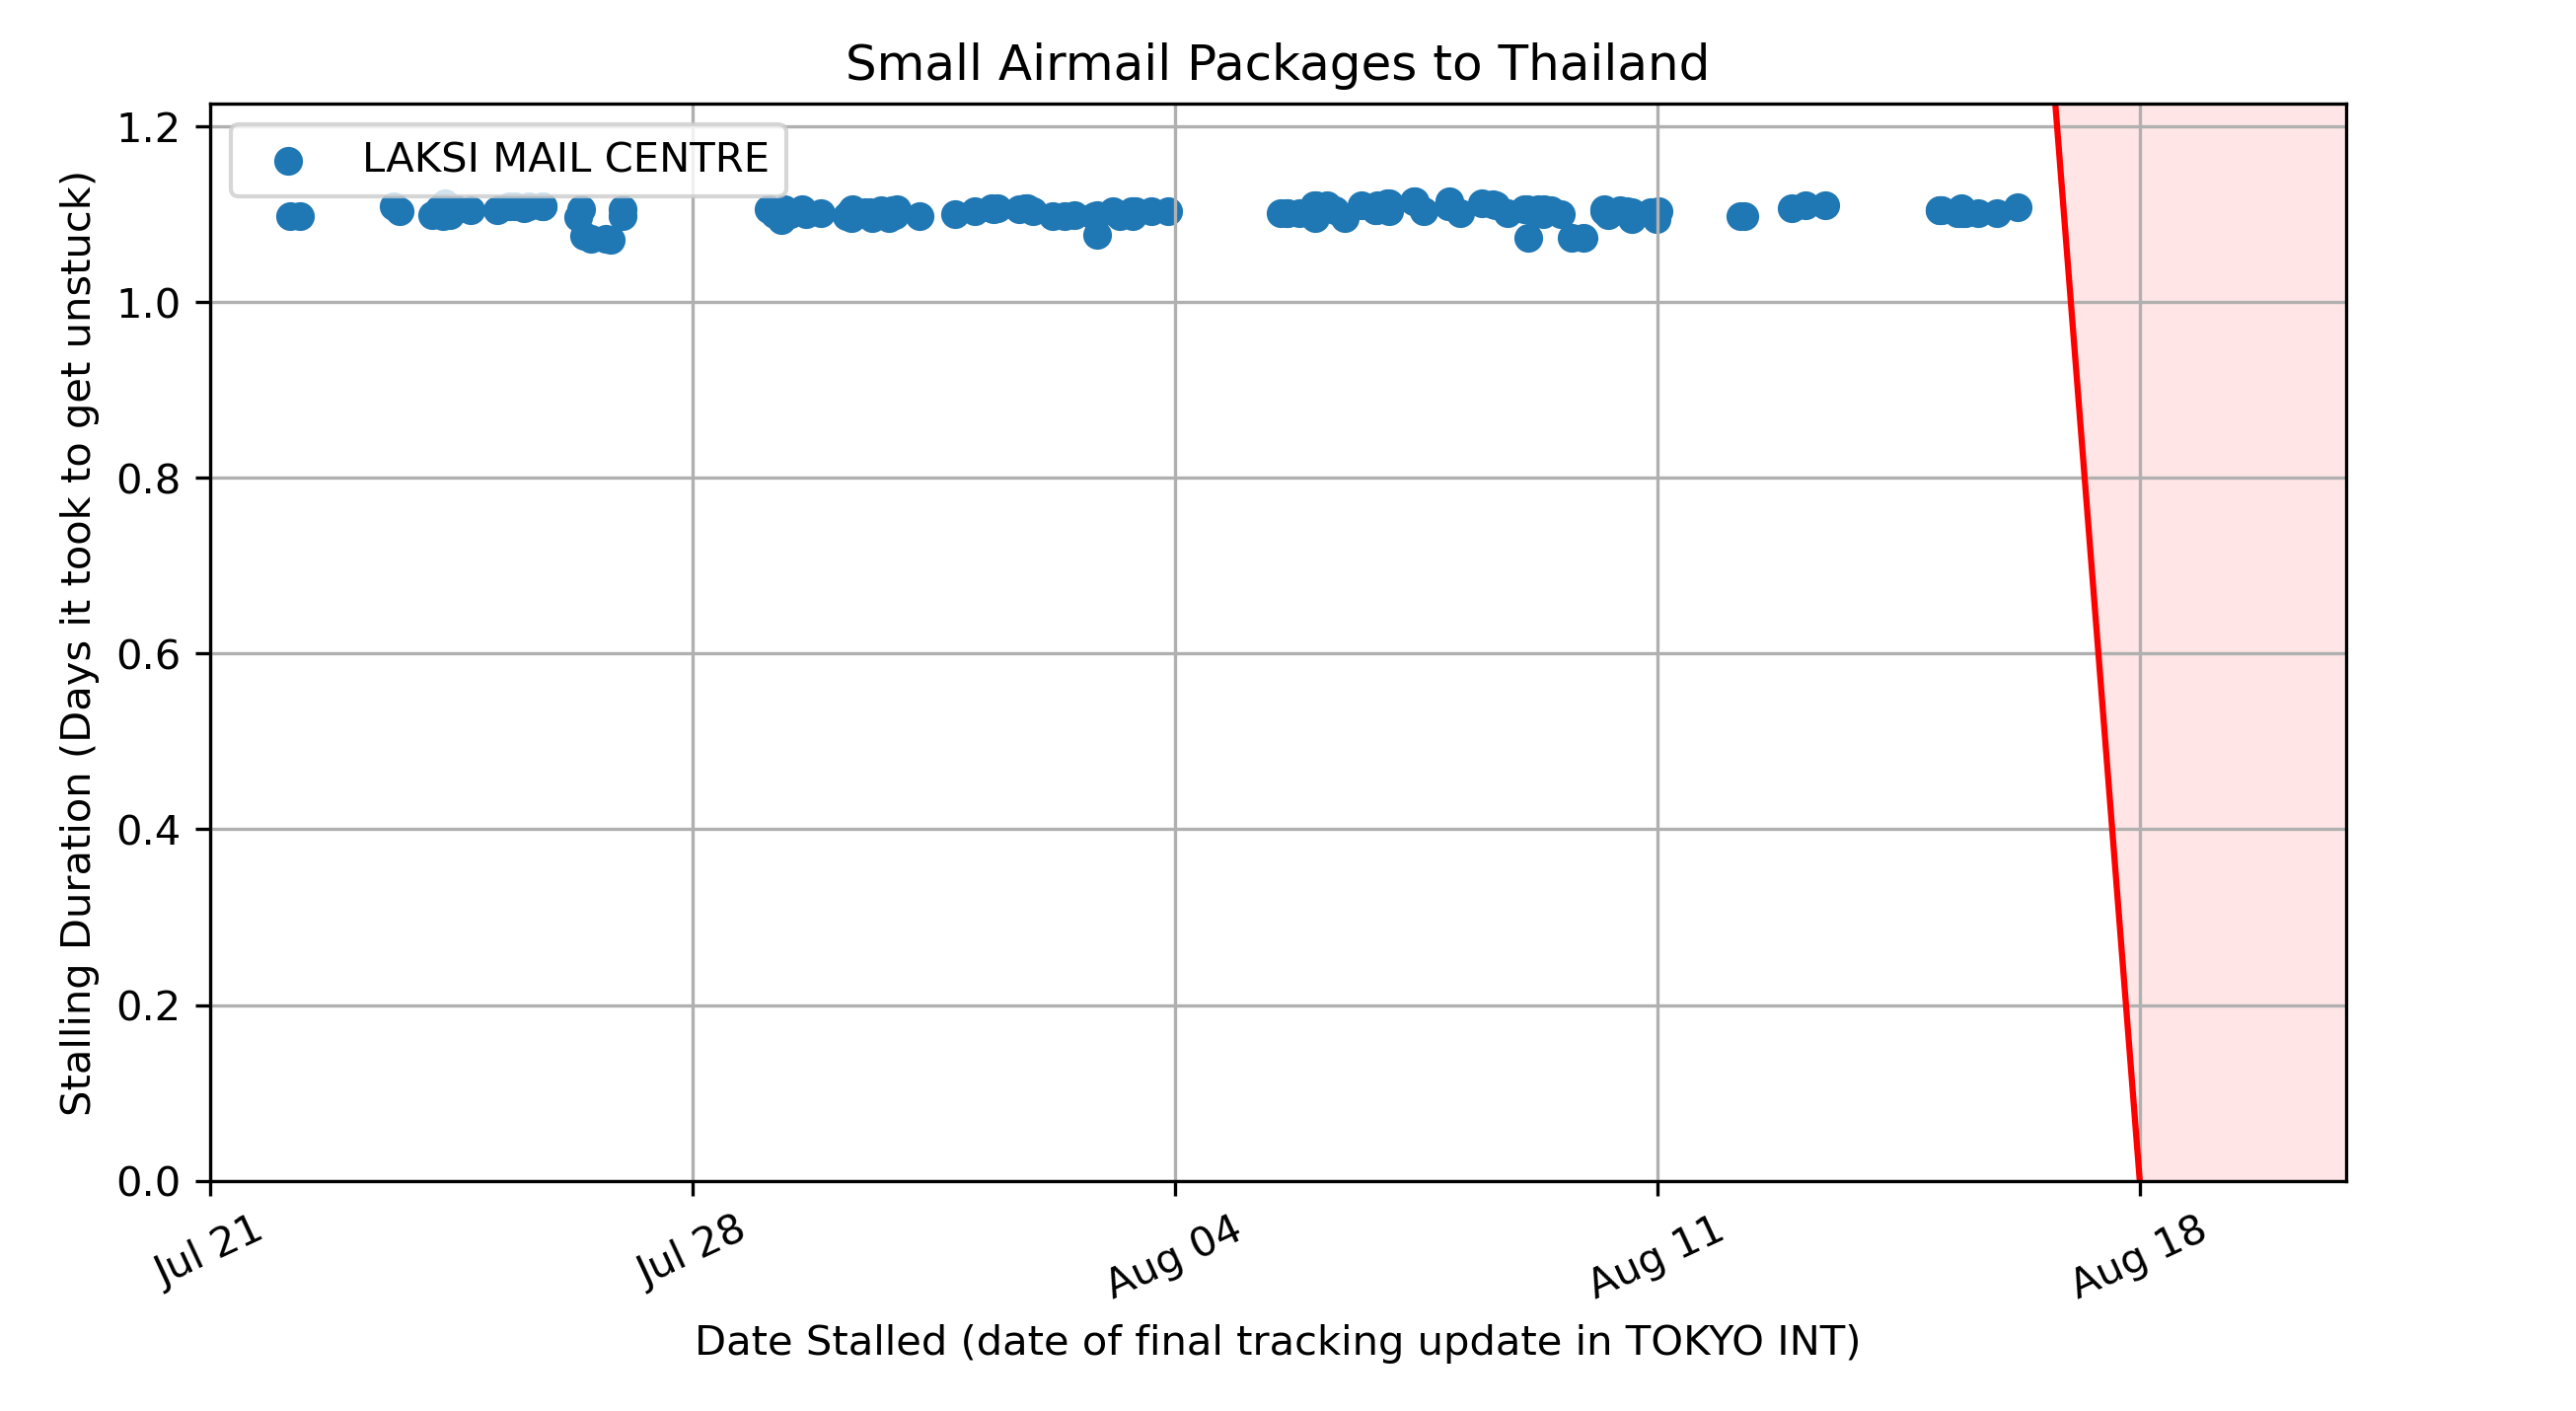 Small Airmail Packages to Thailand
LAKSI MAIL CENTRE
Stalling Duration (Days it took to get unstuck)
1.2
1.0
0.8
0.6
0.4
0.2
0.0
Jul 21
Jul 28
Aug 04
Aug 11
Aug 18
Date Stalled (date of final tracking update in TOKYO INT)